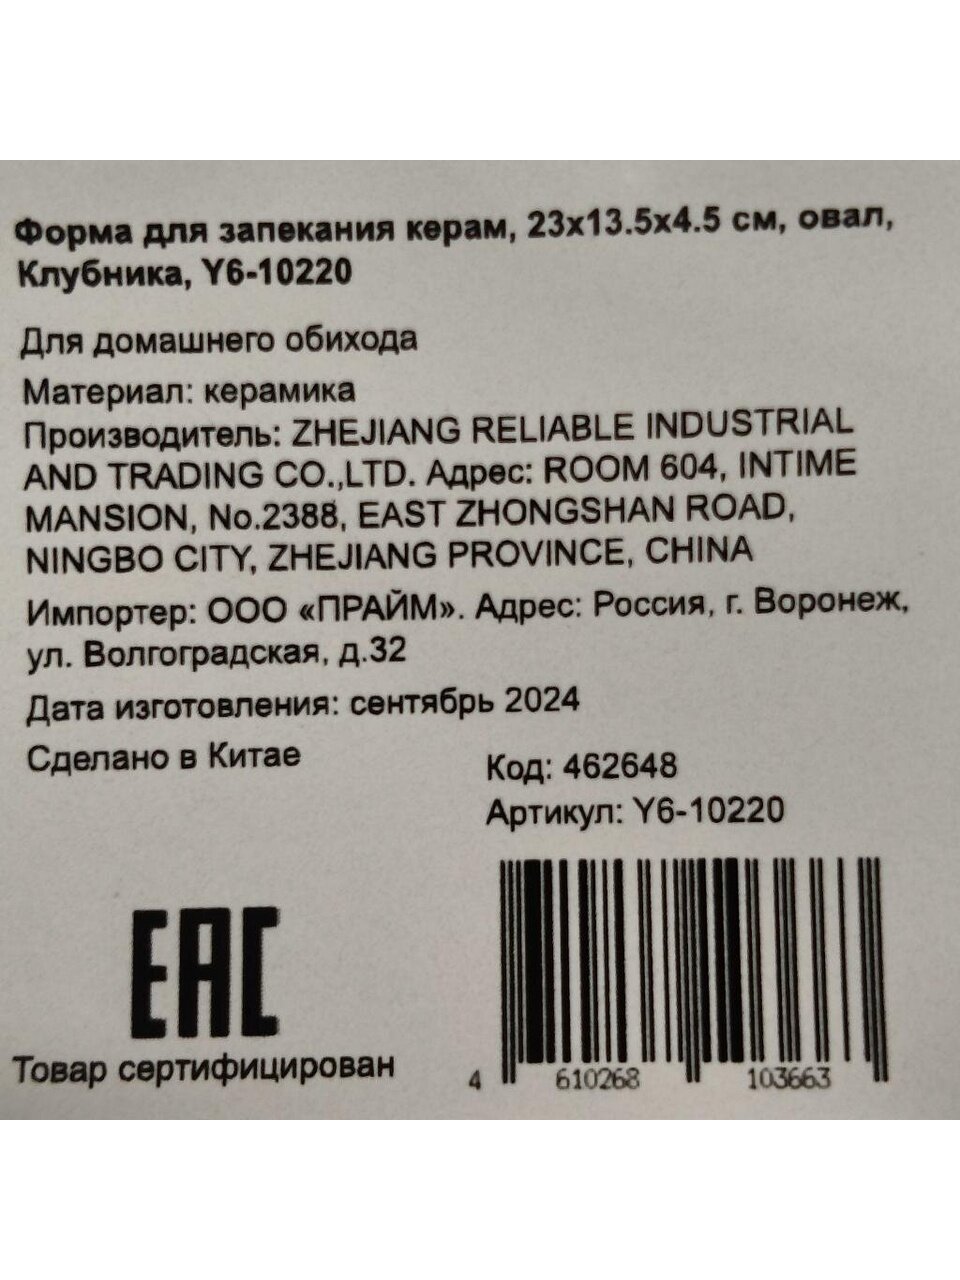 Форма для запекания керам, 23х13.5х4.5 см, овал,
Клубника, Y6-10220
Для домашнего обихода
Материал: керамика
Производитель: ZHEJIANG RELIABLE INDUSTRIAL
AND TRADING CO.,LTD. Адрес: ROOM 604, INTIME
MANSION, No.2388, EAST ZHONGSHAN ROAD,
NINGBO CITY, ZHEJIANG PROVINCE, CHINA
Импортер: ООО «ПРАЙМ». Адрес: Россия, г. Воронеж,
ул. Волгоградская, д.32
Дата изготовления: сентябрь 2024
Сделано в Китае
Код: 462648
Артикул: Y6-10220
EAC
Товар сертифицирован
4 610268 103663